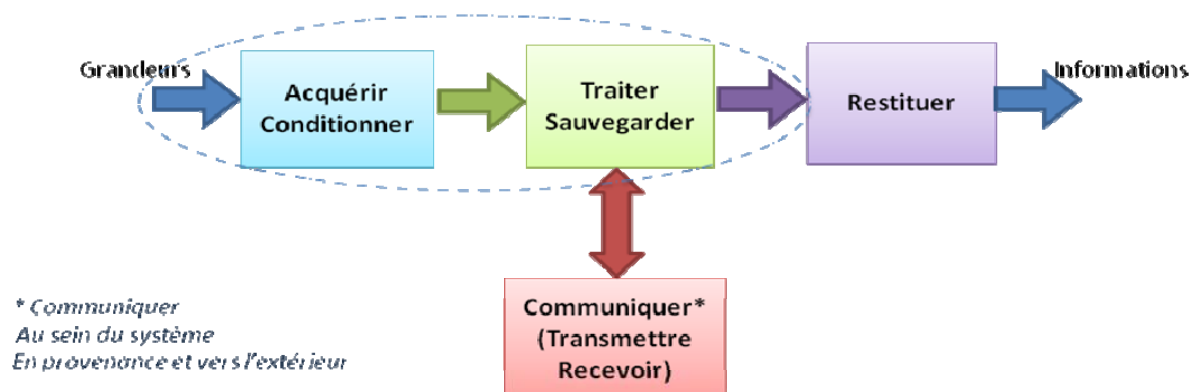 Grandeurs
Acquérir
Conditionner
Traiter
Sauvegarder
Restituer
Informations
Communiquer*
(Transmettre
Recevoir)
* Communiquer
Au sein du système
En provenance et vers l'extérieur